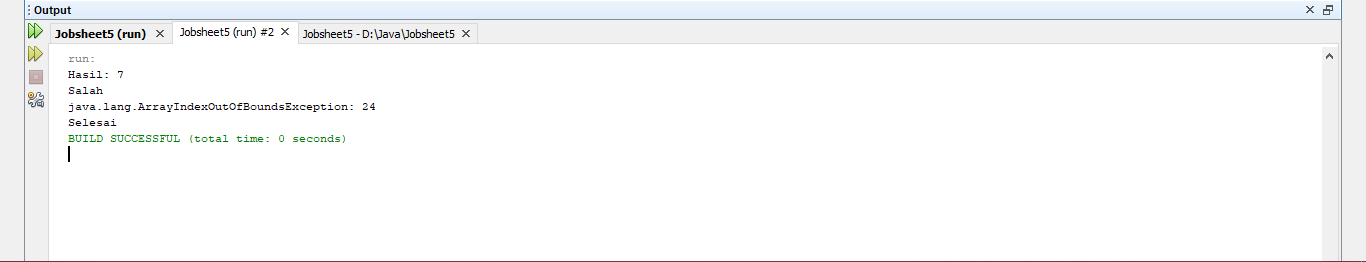 Output
Jobsheet5 (run)
Jobsheet5 (run) #2
Jobsheet5 - D:\Java\Jobsheet5
run:
Hasil: 7
Salah
java.lang.ArrayIndexOutOfBoundsException: 24
Selesai
BUILD SUCCESSFUL (total time: 0 seconds)